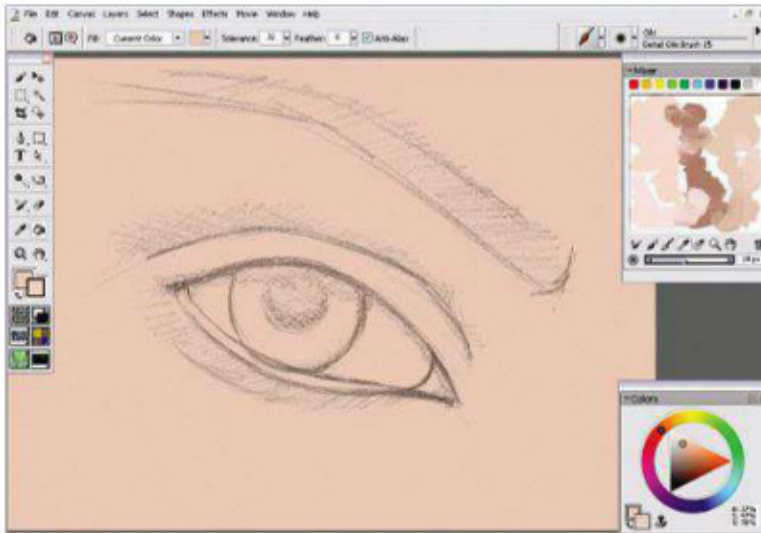 File Edit Canvas Layers Select Shapes Effects Movie Window Help
Fill: Current Color Tolerance: Feather: Anti-Alias
Oils
Detail Oils Brush 15
Mixer
T
Colors